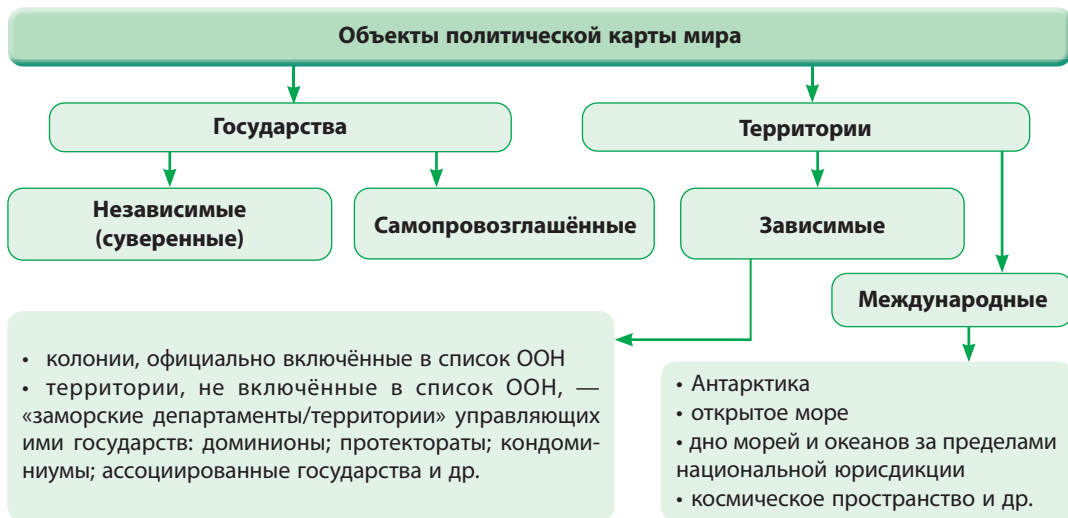 Объекты политической карты мира
Государства
Территории
Независимые
(суверенные)
Самопровозглашённые
Зависимые
Международные
• колонии, официально включённые в список ООН
• территории, не включённые в список ООН, —
«заморские департаменты/территории» управляющих
ими государств: доминионы; протектораты; кондоми-
ниумы; ассоциированные государства и др.
• Антарктика
• открытое море
• дно морей и океанов за пределами
национальной юрисдикции
• космическое пространство и др.